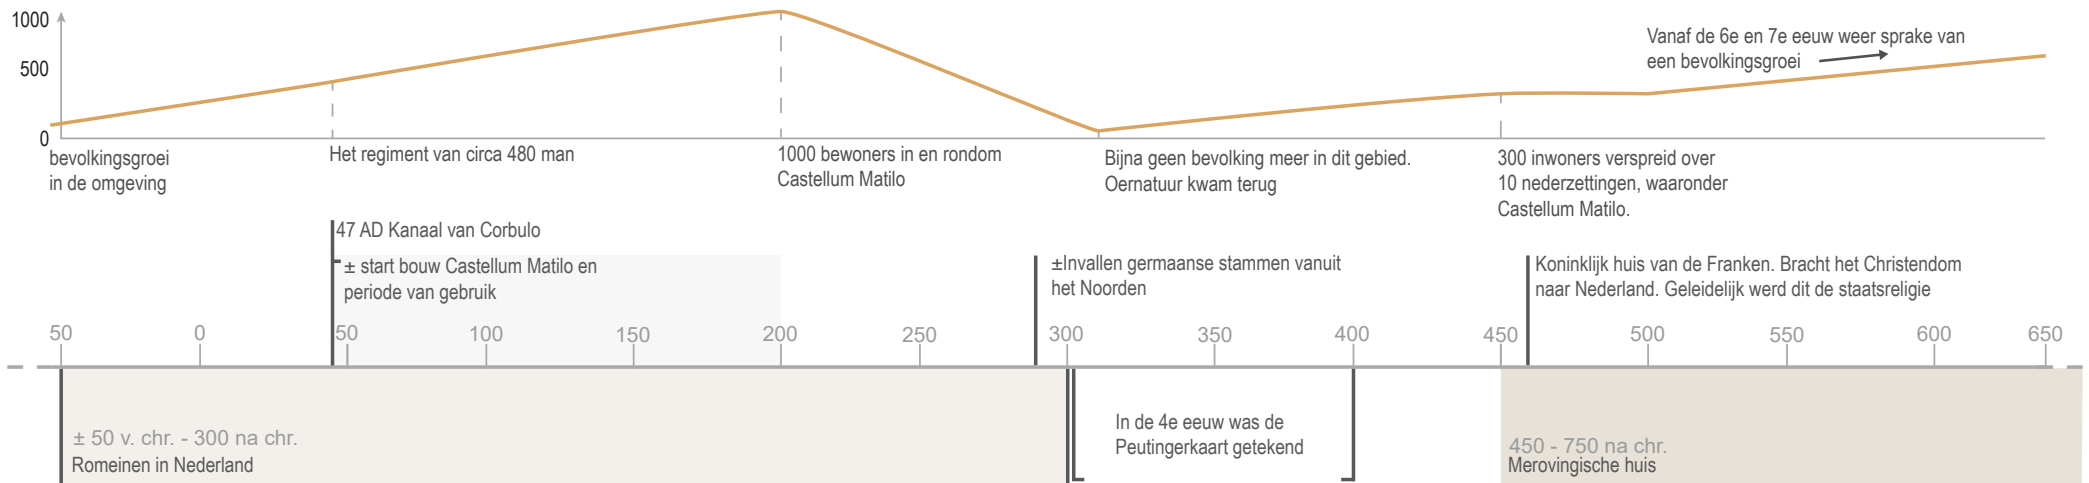 1000
500
0
Vanaf de 6e en 7e eeuw weer sprake van
een bevolkingsgroei
bevolkingsgroei
in de omgeving
Het regiment van circa 480 man
1000 bewoners in en rondom
Castellum Matilo
Bijna geen bevolking meer in dit gebied.
Oernatuur kwam terug
300 inwoners verspreid over
10 nederzettingen, waaronder
Castellum Matilo.
47 AD Kanaal van Corbulo
± start bouw Castellum Matilo en
periode van gebruik
±Invallen germaanse stammen vanuit
het Noorden
Koninklijk huis van de Franken. Bracht het Christendom
naar Nederland. Geleidelijk werd dit de staatsreligie
50 0 50 100 150 200 250 300 350 400 450 500 550 600 650
± 50 v. chr. - 300 na chr.
Romeinen in Nederland
In de 4e eeuw was de
Peutingerkaart getekend
450 - 750 na chr.
Merovingische huis